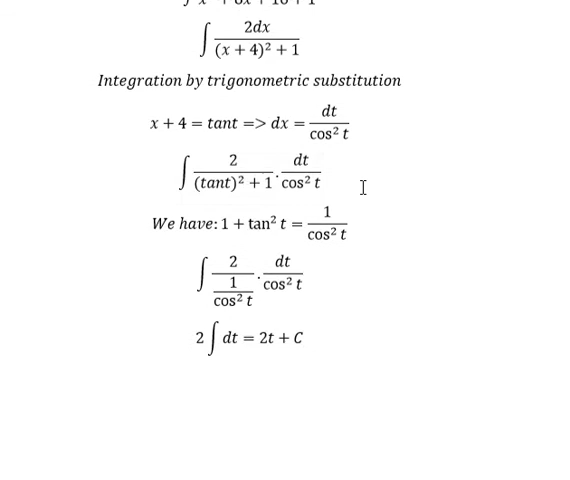 ∫ 2dx / ((x + 4)² + 1)
Integration by trigonometric substitution
x + 4 = tant => dx = dt / cos² t
∫ 2 / ((tant)² + 1) · dt / cos² t
We have: 1 + tan² t = 1 / cos² t
∫ 2 / (1 / cos² t) · dt / cos² t
2 ∫ dt = 2t + C